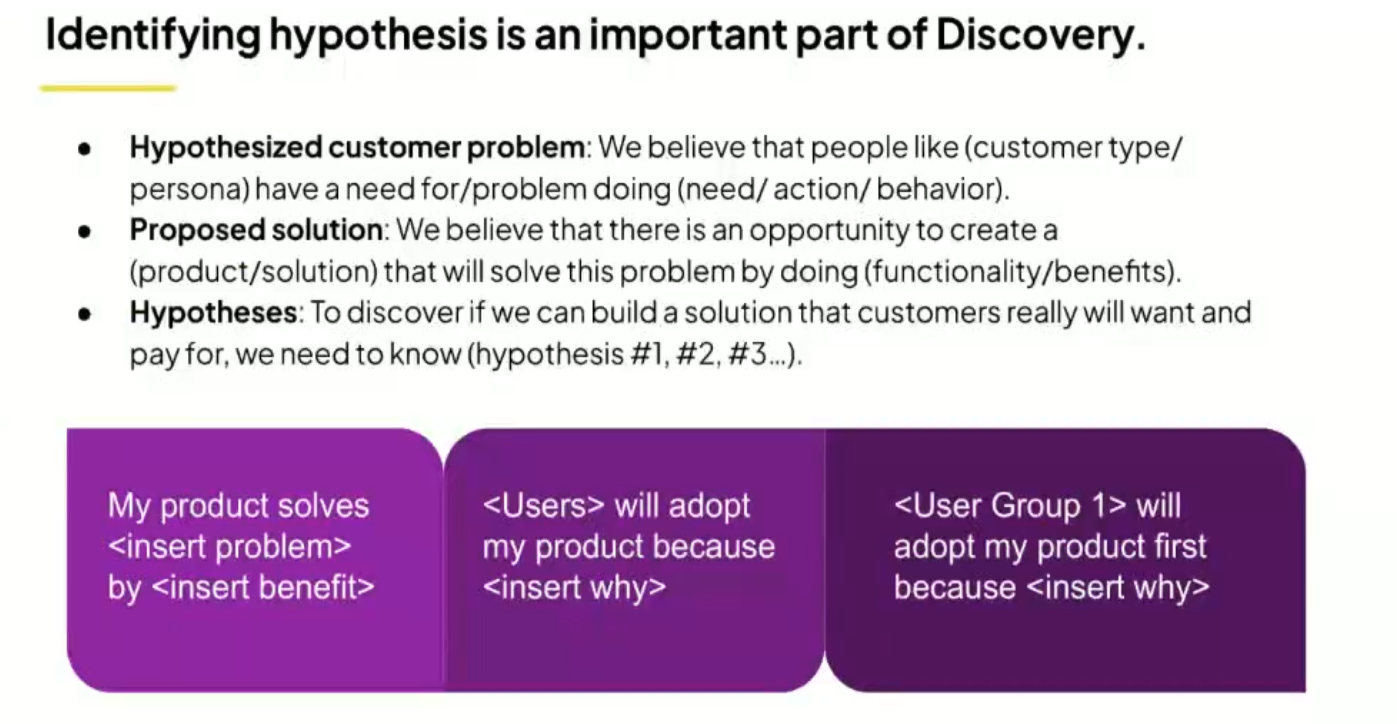 Identifying hypothesis is an important part of Discovery.
● Hypothesized customer problem: We believe that people like (customer type/
persona) have a need for/problem doing (need/ action/ behavior).
● Proposed solution: We believe that there is an opportunity to create a
(product/solution) that will solve this problem by doing (functionality/benefits).
● Hypotheses: To discover if we can build a solution that customers really will want and
pay for, we need to know (hypothesis #1, #2, #3...).
My product solves
<insert problem>
by <insert benefit>
<Users> will adopt
my product because
<insert why>
<User Group 1> will
adopt my product first
because <insert why>